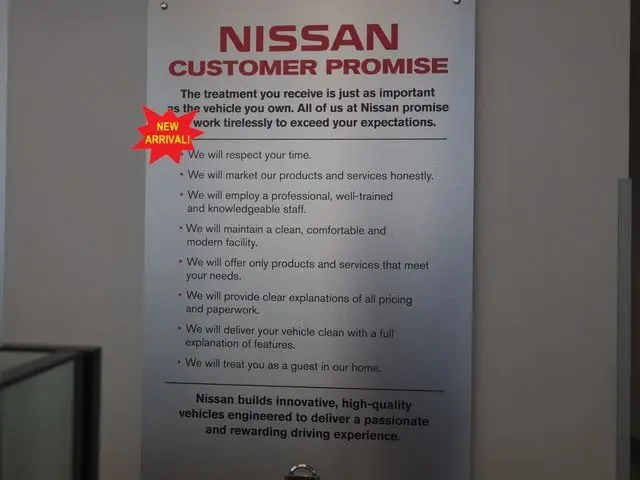 NISSAN
CUSTOMER PROMISE
The treatment you receive is just as important
as the vehicle you own. All of us at Nissan promise
work tirelessly to exceed your expectations.
NEW
ARRIVAL!
• We will respect your time.
• We will market our products and services honestly.
• We will employ a professional, well-trained
and knowledgeable staff.
• We will maintain a clean, comfortable and
modern facility.
• We will offer only products and services that meet
your needs.
• We will provide clear explanations of all pricing
and paperwork.
• We will deliver your vehicle clean with a full
explanation of features.
• We will treat you as a guest in our home.
Nissan builds innovative, high-quality
vehicles engineered to deliver a passionate
and rewarding driving experience.